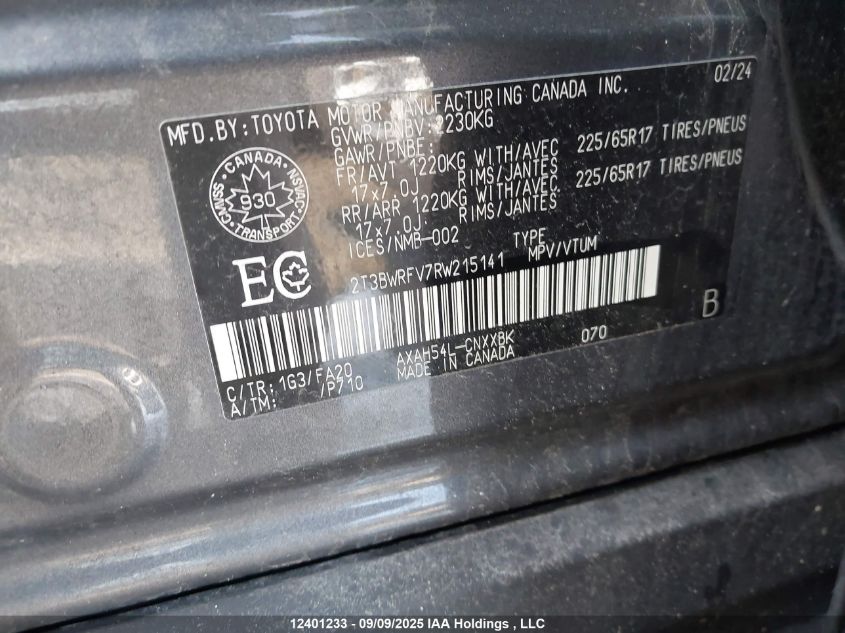 MFD.BY:TOYOTA MOTOR MANUFACTURING CANADA INC. 02/24
GVWR/PNBV:2230KG
GAWR/PNBE:
FR/AVT 1220KG WITH/AVEC 225/65R17 TIRES/PNEUS
17x7.0J RIMS/JANTES
RR/ARR 1220KG WITH/AVEC 225/65R17 TIRES/PNEUS
17x7.0J RIMS/JANTES
ICES/NMB-002 TYPE
CANADA
CMVSS NSVAC
930
TRANSPORT
EC
2T3BWRFV7RW215141 MPV/VTUM
B
C/TR: 1G3/FA20 AXAH54L-CNXXBK 070
A/TM: /P710 MADE IN CANADA
12401233 - 09/09/2025 IAA Holdings, LLC